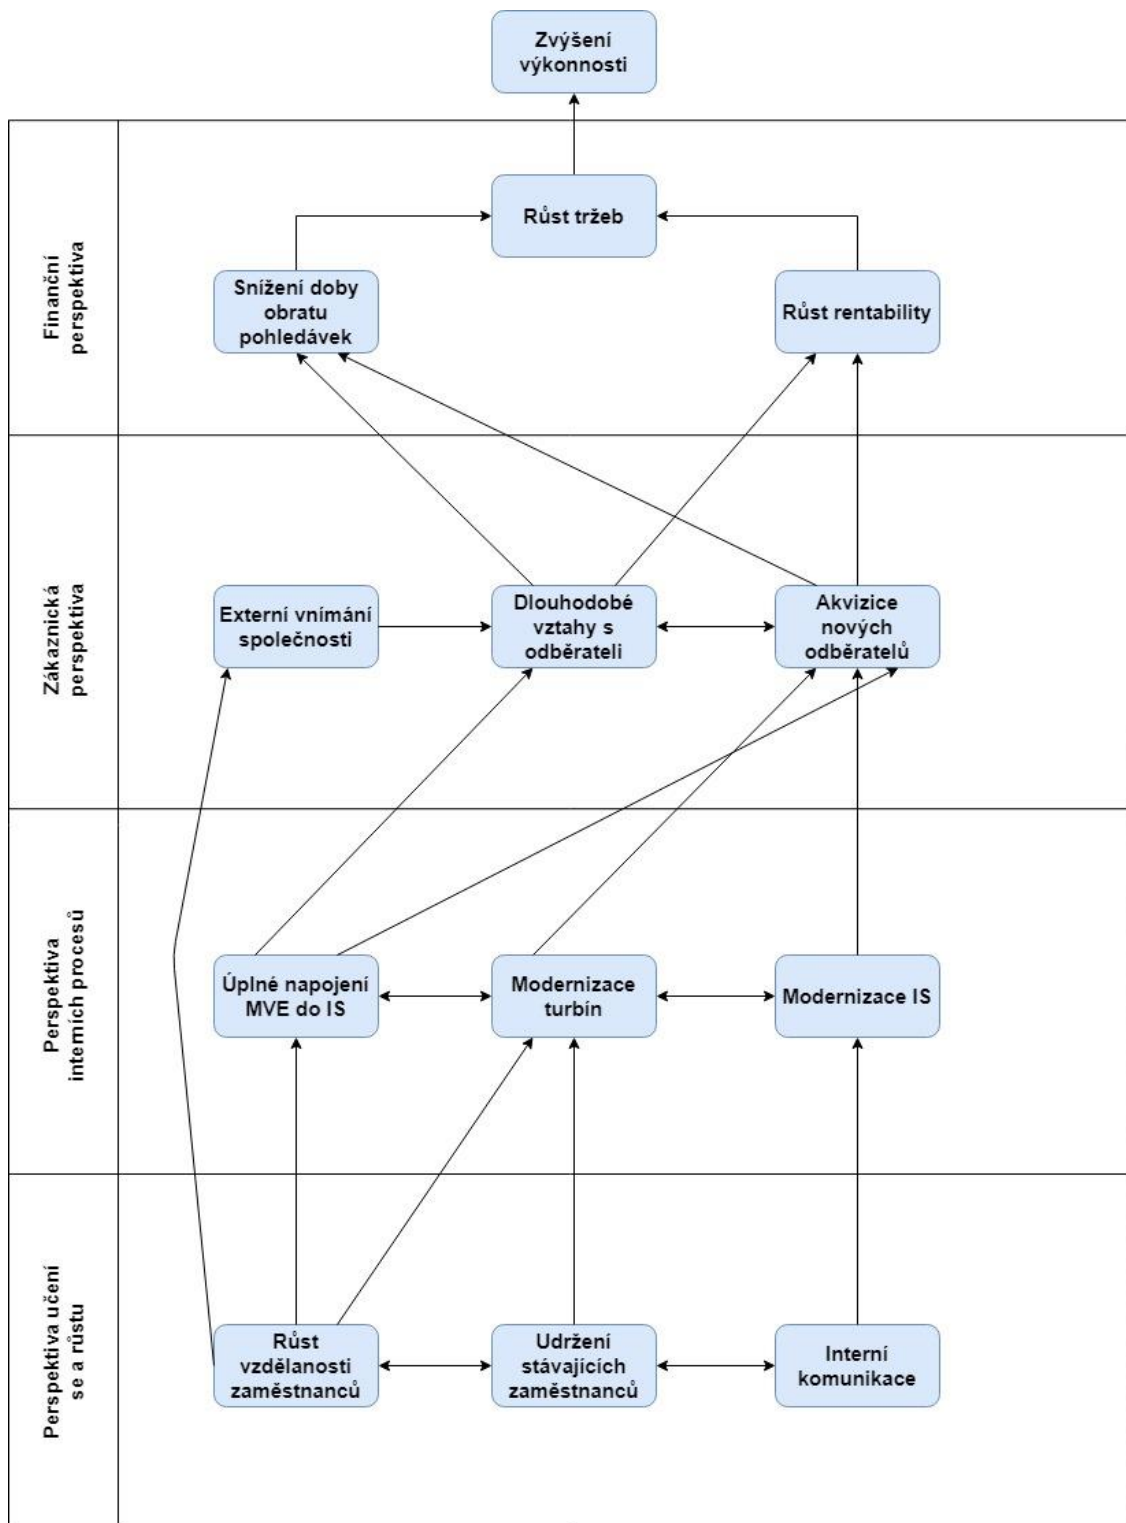 Zvýšení
výkonnosti
Finanční
perspektiva
Růst tržeb
Snížení doby
obratu
pohledávek
Růst rentability
Zákaznická
perspektiva
Externí vnímání
společnosti
Dlouhodobé
vztahy s
odběrateli
Akvizice
nových
odběratelů
Perspektiva
interních procesů
Úplné napojení
MVE do IS
Modernizace
turbín
Modernizace IS
Perspektiva učení
se a růstu
Růst
vzdělanosti
zaměstnanců
Udržení
stávajících
zaměstnanců
Interní
komunikace